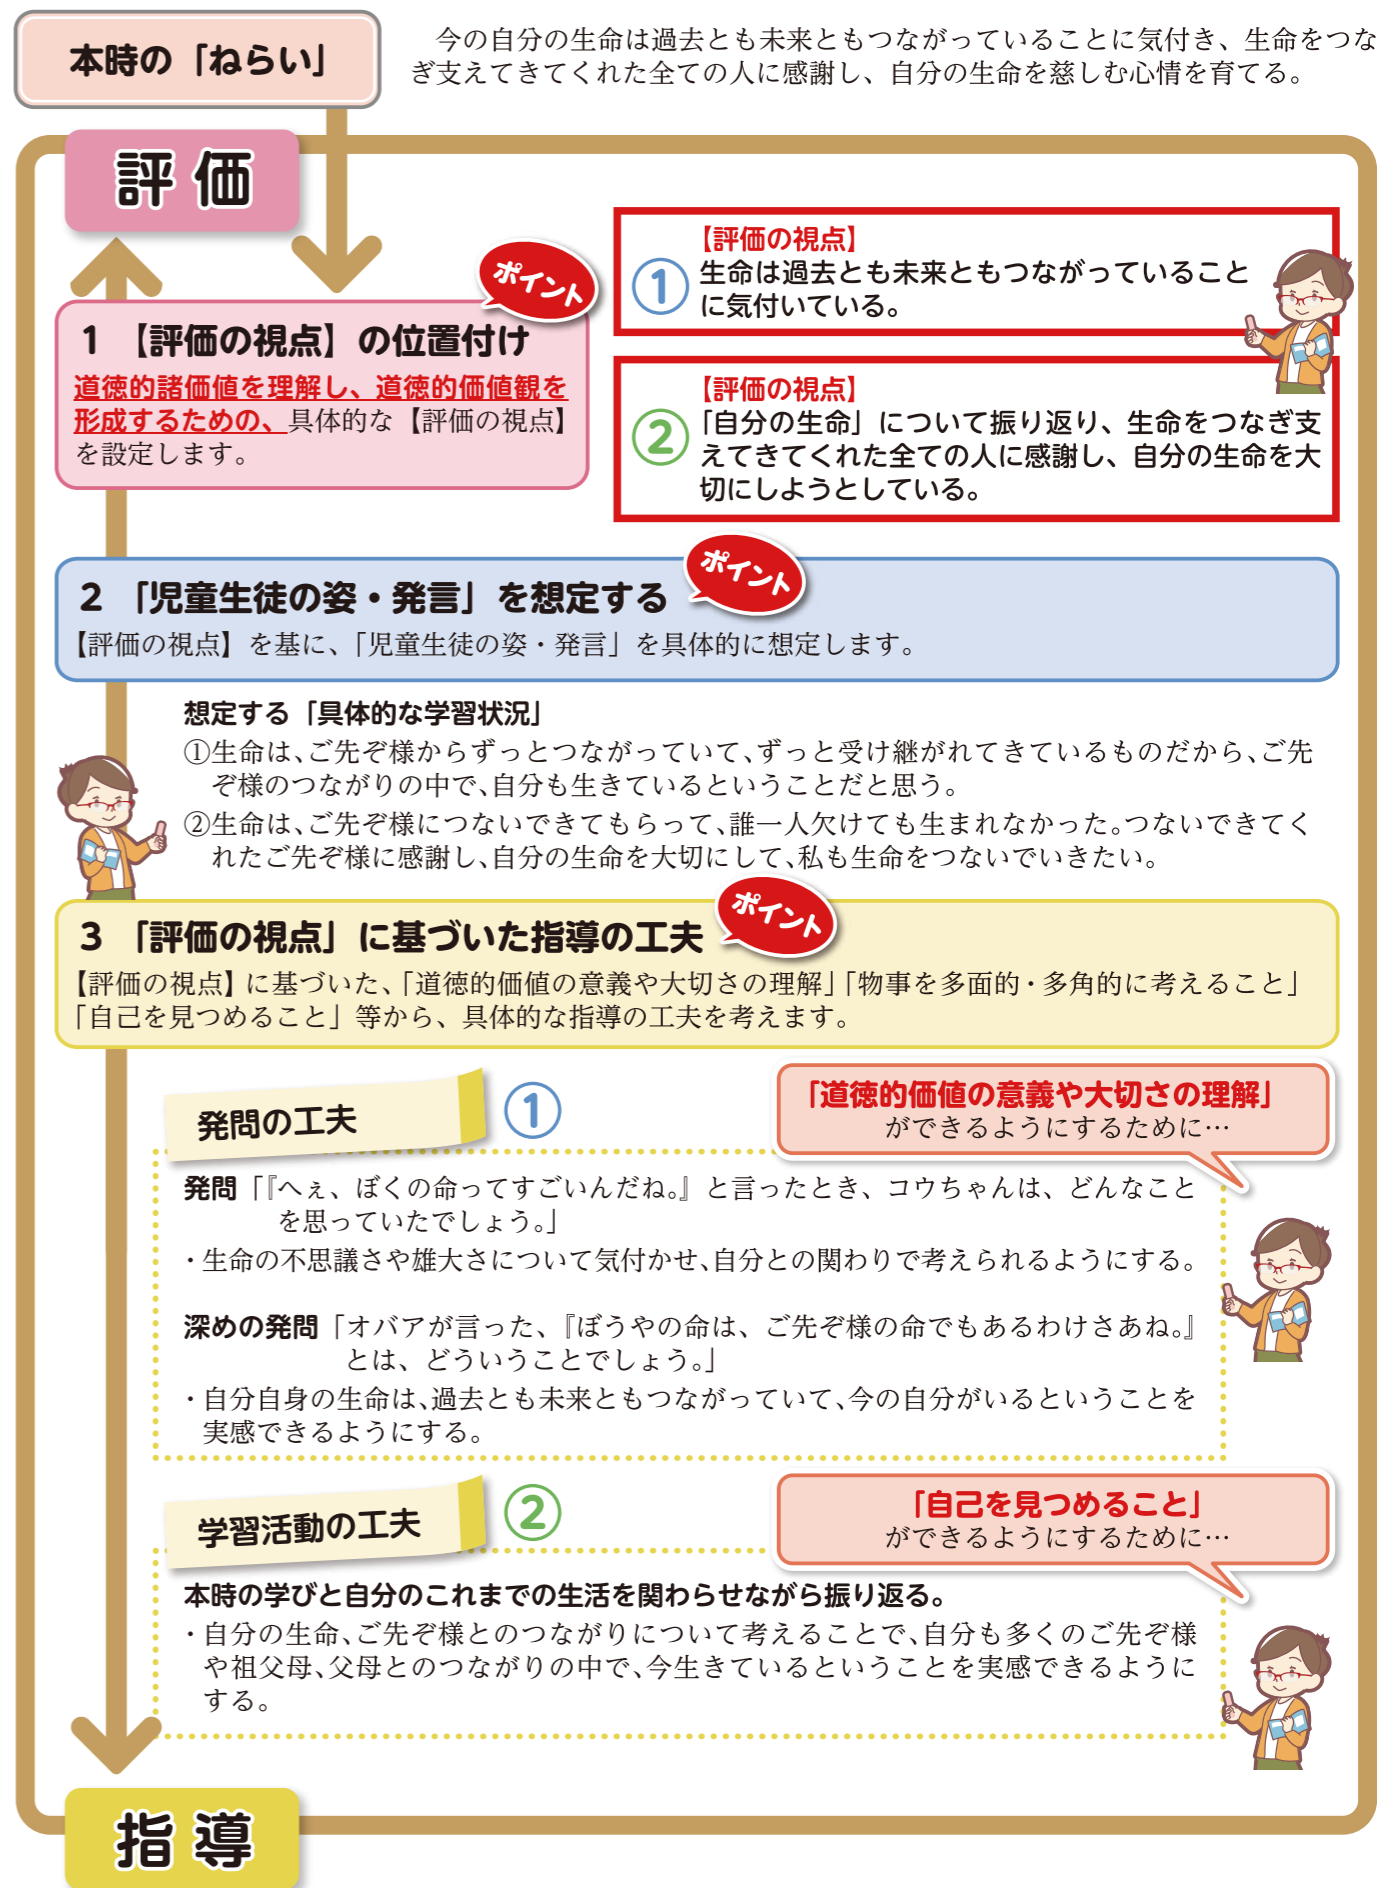 本時の「ねらい」
今の自分の生命は過去とも未来ともつながっていることに気付き、生命をつな
ぎ支えてきてくれた全ての人に感謝し、自分の生命を慈しむ心情を育てる。
評価
ポイント
1 【評価の視点】の位置付け
道徳的諸価値を理解し、道徳的価値観を
形成するための、具体的な【評価の視点】
を設定します。
【評価の視点】
① 生命は過去とも未来ともつながっていること
に気付いている。
【評価の視点】
② 「自分の生命」について振り返り、生命をつなぎ支
えてきてくれた全ての人に感謝し、自分の生命を大
切にしようとしている。
2 「児童生徒の姿・発言」を想定する
ポイント
【評価の視点】を基に、「児童生徒の姿・発言」を具体的に想定します。
想定する「具体的な学習状況」
①生命は、ご先ぞ様からずっとつながっていて、ずっと受け継がれてきているものだから、ご先
ぞ様のつながりの中で、自分も生きているということだと思う。
②生命は、ご先ぞ様につないできてもらって、誰一人欠けても生まれなかった。つないできてく
れたご先ぞ様に感謝し、自分の生命を大切にして、私も生命をつないでいきたい。
3 「評価の視点」に基づいた指導の工夫
ポイント
【評価の視点】に基づいた、「道徳的価値の意義や大切さの理解」「物事を多面的・多角的に考えること」
「自己を見つめること」等から、具体的な指導の工夫を考えます。
発問の工夫 ①
「道徳的価値の意義や大切さの理解」
ができるようにするために…
発問「『へぇ、ぼくの命ってすごいんだね。』と言ったとき、コウちゃんは、どんなこと
を思っていたでしょう。」
・生命の不思議さや雄大さについて気付かせ、自分との関わりで考えられるようにする。
深めの発問「オバアが言った、『ぼうやの命は、ご先ぞ様の命でもあるわけさあね。』
とは、どういうことでしょう。」
・自分自身の生命は、過去とも未来ともつながっていて、今の自分がいるということを
実感できるようにする。
学習活動の工夫 ②
「自己を見つめること」
ができるようにするために…
本時の学びと自分のこれまでの生活を関わらせながら振り返る。
・自分の生命、ご先ぞ様とのつながりについて考えることで、自分も多くのご先ぞ様
や祖父母、父母とのつながりの中で、今生きているということを実感できるように
する。
指導